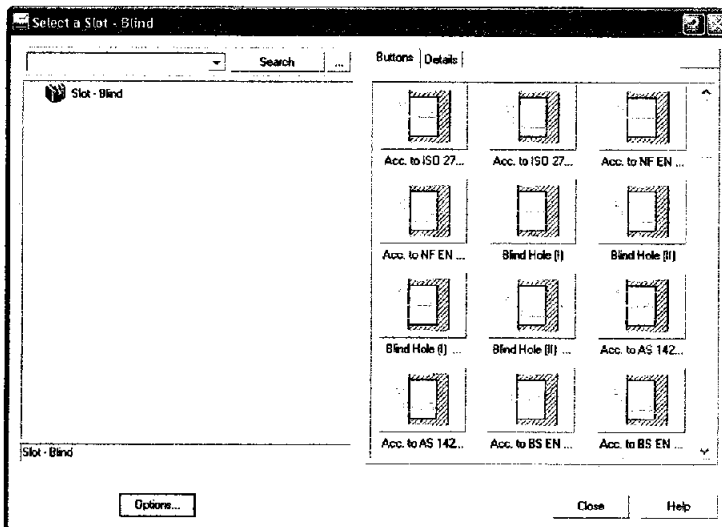 Select a Slot - Blind
Search
...
Buttons
Details
Slot - Blind
Acc. to ISO 27...
Acc. to ISO 27...
Acc. to NF EN ...
Acc. to NF EN ...
Blind Hole (I)
Blind Hole (II)
Blind Hole (I) ...
Blind Hole (II) ...
Acc. to AS 142...
Acc. to AS 142...
Acc. to BS EN ...
Acc. to BS EN ...
Slot - Blind
Options...
Close
Help